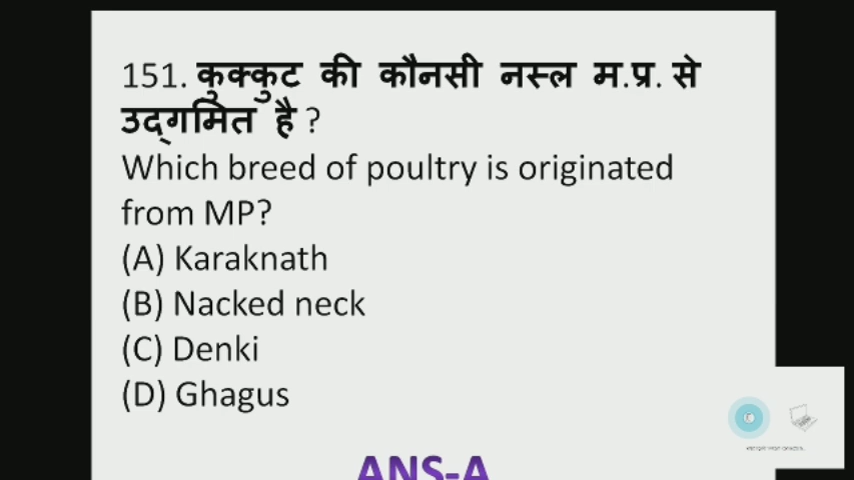 151. कुक्कुट की कौनसी नस्ल म.प्र. से
उद्गमित है ?
Which breed of poultry is originated
from MP?
(A) Karaknath
(B) Nacked neck
(C) Denki
(D) Ghagus
ANS-A